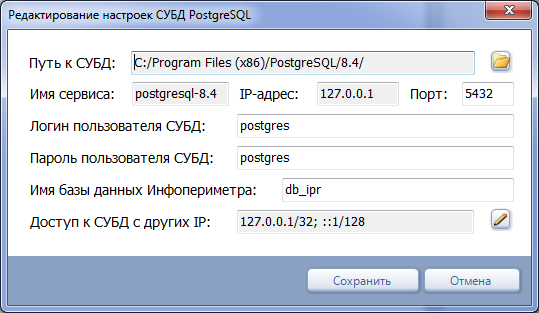 Редактирование настроек СУБД PostgreSQL
Путь к СУБД: C:/Program Files (x86)/PostgreSQL/8.4/
Имя сервиса: postgresql-8.4 IP-адрес: 127.0.0.1 Порт: 5432
Логин пользователя СУБД: postgres
Пароль пользователя СУБД: postgres
Имя базы данных Инфопериметра: db_ipr
Доступ к СУБД с других IP: 127.0.0.1/32; ::1/128
Сохранить Отмена